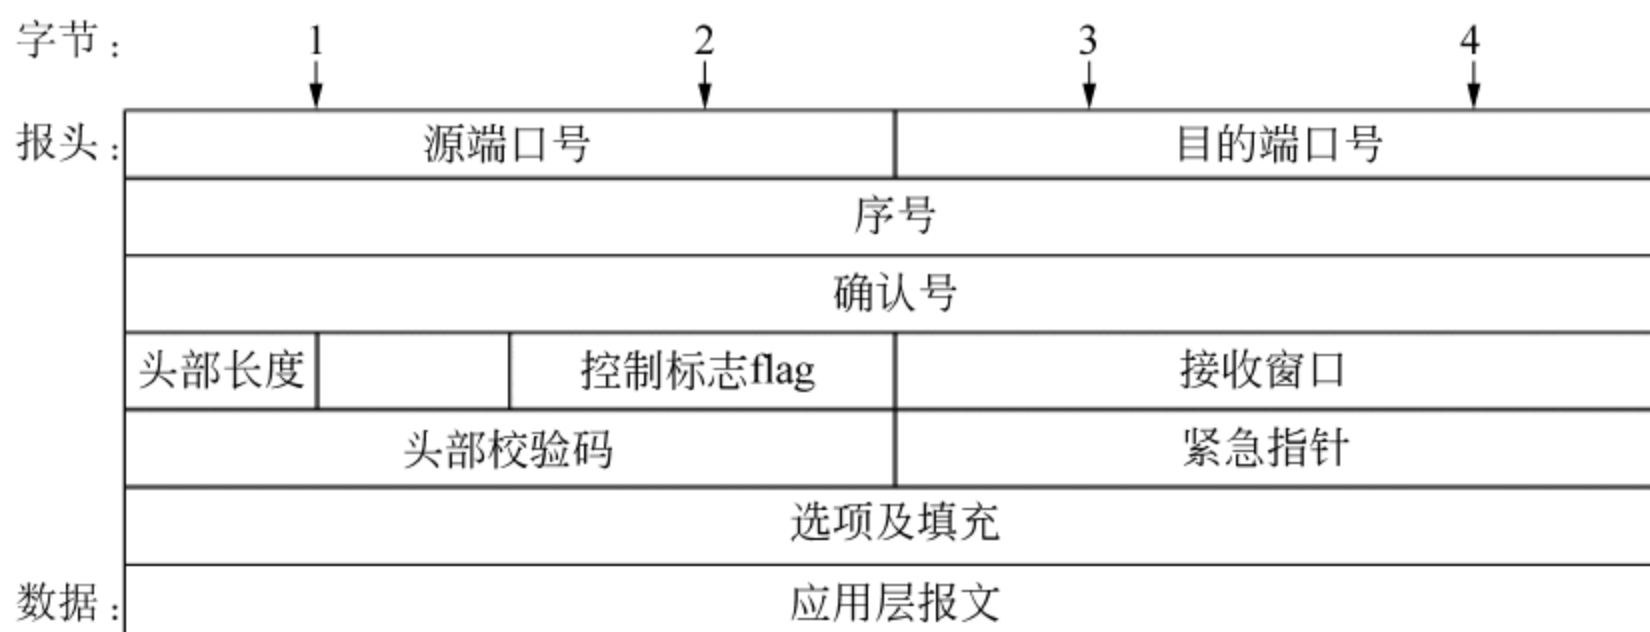 字节： 1 2 3 4
报头： 源端口号 目的端口号
序号
确认号
头部长度 控制标志flag 接收窗口
头部校验码 紧急指针
选项及填充
数据： 应用层报文